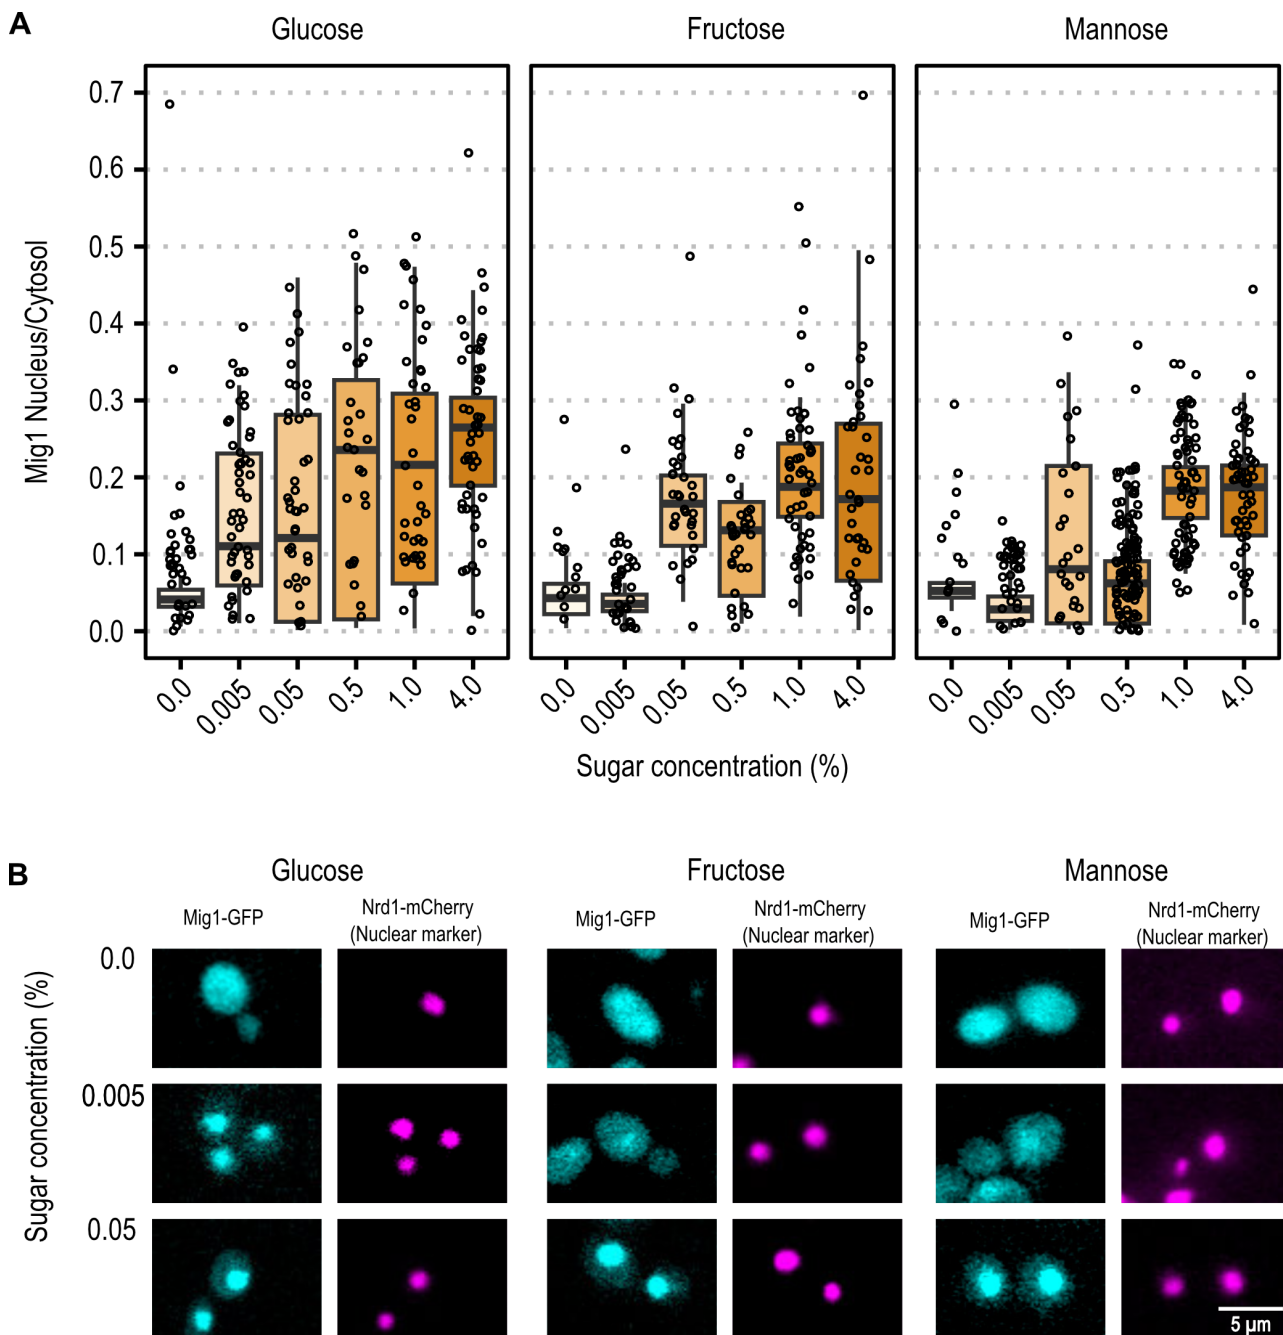 A
Glucose
Fructose
Mannose
Mig1 Nucleus/Cytosol
0.7
0.6
0.5
0.4
0.3
0.2
0.1
0.0
0.0 0.005 0.05 0.5 1.0 4.0
0.0 0.005 0.05 0.5 1.0 4.0
0.0 0.005 0.05 0.5 1.0 4.0
Sugar concentration (%)
B
Glucose
Fructose
Mannose
Mig1-GFP
Nrd1-mCherry
(Nuclear marker)
Mig1-GFP
Nrd1-mCherry
(Nuclear marker)
Mig1-GFP
Nrd1-mCherry
(Nuclear marker)
Sugar concentration (%)
0.0
0.005
0.05
5 µm